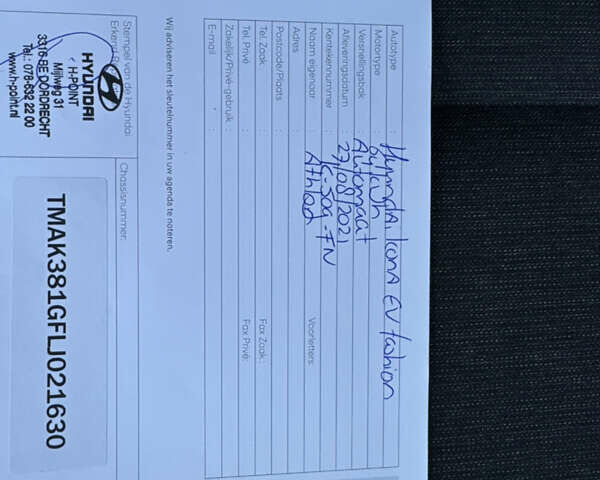 Autotype : Hyundai Kona EV fashion
Motortype : 64 kwh
Versnellingsbak : Automaat
Afleveringsdatum : 27/08/2021
Kentekennummer :
Naam eigenaar : Voorletters:
Adres :
Postcode/Plaats :
Tel. Zaak : Fax Zaak :
Tel. Privé : Fax Privé :
Zakelijk/Privé-gebruik :
E-mail :
Wij adviseren het sleutelnummer in uw agenda te noteren.
Stempel van de Hyundai
HYUNDAI
H-POINT
Mijlweg 31
3316-BE DORDRECHT
Tel.: 078-632 22 00
www.h-point.nl
Chassisnummer:
TMAK381GFLJ021630